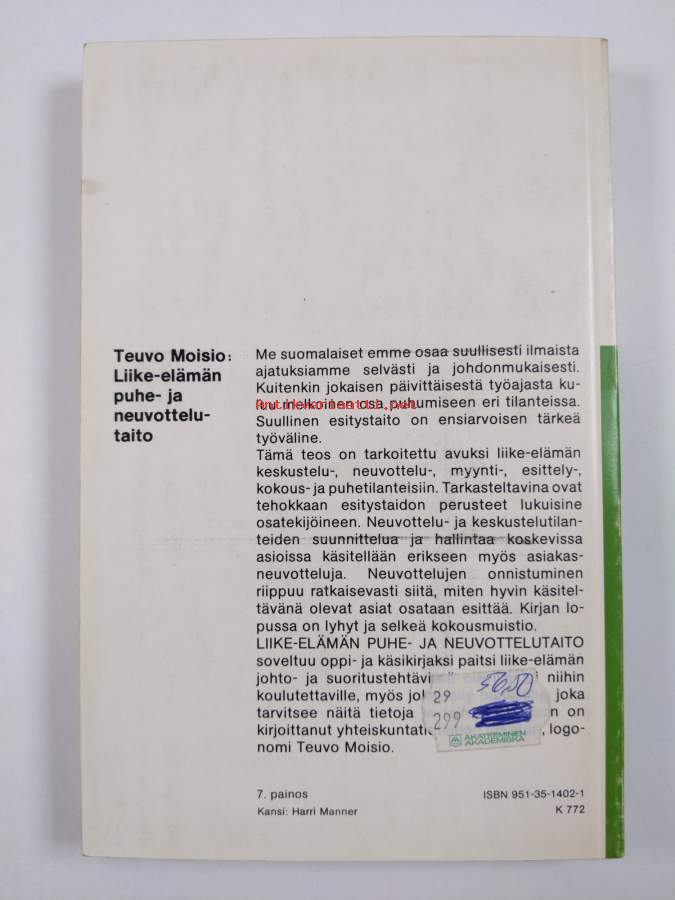 Teuvo Moisio:
Liike-elämän
puhe- ja
neuvottelu-
taito
Me suomalaiset emme osaa suullisesti ilmaista
ajatuksiamme selvästi ja johdonmukaisesti.
Kuitenkin jokaisen päivittäisestä työajasta ku-
luu melkoinen osa puhumiseen eri tilanteissa.
Suullinen esitystaito on ensiarvoisen tärkeä
työväline.
Tämä teos on tarkoitettu avuksi liike-elämän
keskustelu-, neuvottelu-, myynti-, esittely-,
kokous- ja puhetilanteisiin. Tarkasteltavina ovat
tehokkaan esitystaidon perusteet lukuisine
osatekijöineen. Neuvottelu- ja keskustelutilan-
teiden suunnittelua ja hallintaa koskevissa
asioissa käsitellään erikseen myös asiakas-
neuvotteluja. Neuvottelujen onnistuminen
riippuu ratkaisevasti siitä, miten hyvin käsitel-
tävänä olevat asiat osataan esittää. Kirjan lo-
pussa on lyhyt ja selkeä kokousmuistio.
LIIKE-ELÄMÄN PUHE- JA NEUVOTTELUTAITO
soveltuu oppi- ja käsikirjaksi paitsi liike-elämän
johto- ja suoritustehtävi niihin
koulutettaville, myös jo joka
tarvitsee näitä tietoja n on
kirjoittanut yhteiskuntati , logo-
nomi Teuvo Moisio.
56,80
29
299
AKATEEMINEN
AKADEMISKA
7. painos
ISBN 951-35-1402-1
Kansi: Harri Manner
K 772